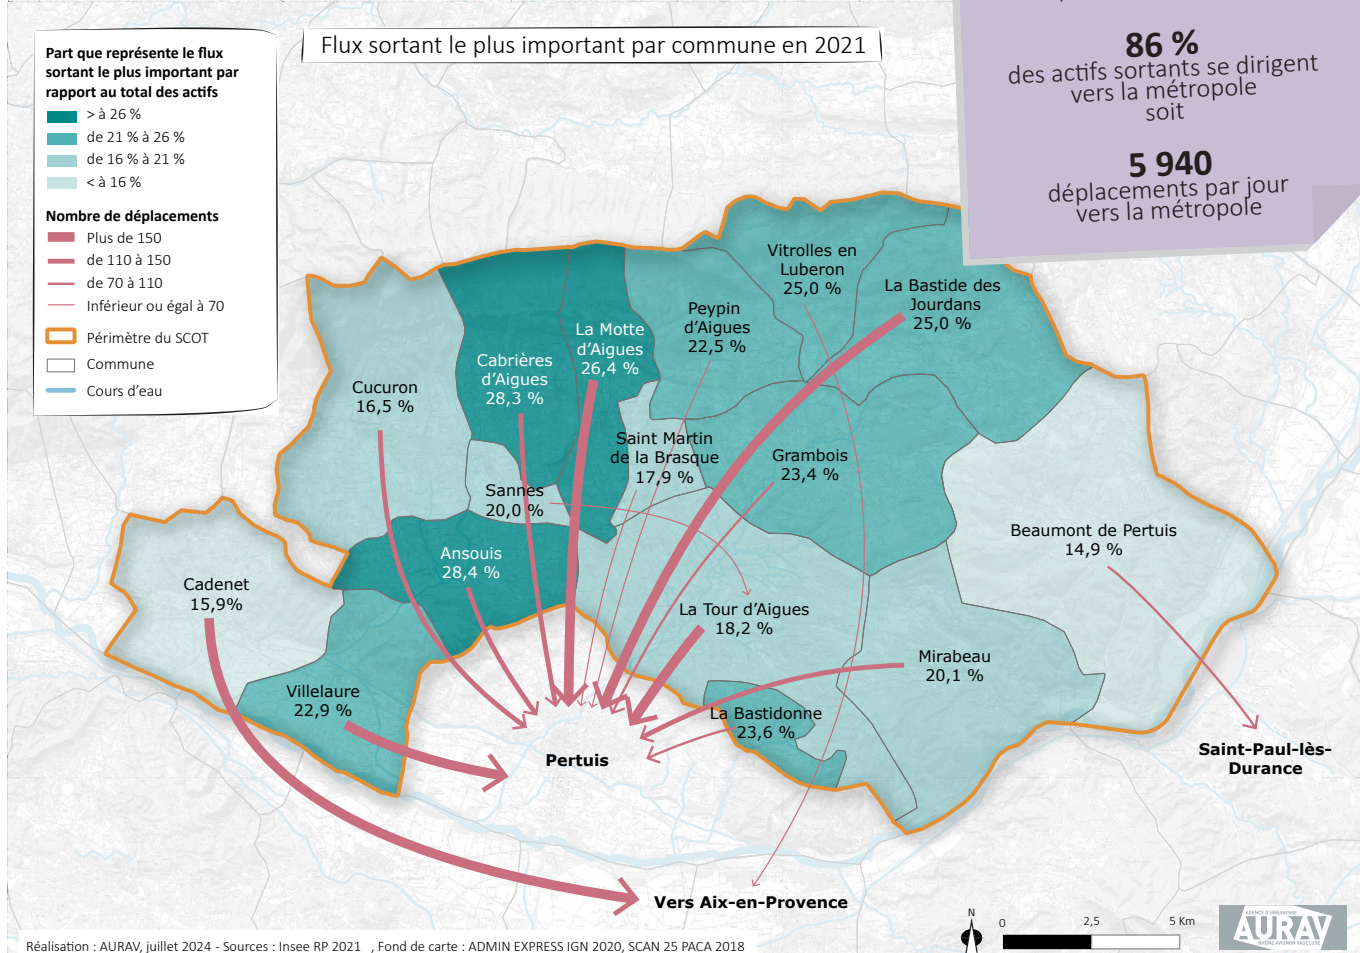 Flux sortant le plus important par commune en 2021
Part que représente le flux
sortant le plus important par
rapport au total des actifs
> à 26 %
de 21 % à 26 %
de 16 % à 21 %
< à 16 %
Nombre de déplacements
Plus de 150
de 110 à 150
de 70 à 110
Inférieur ou égal à 70
Périmètre du SCOT
Commune
Cours d'eau
86 %
des actifs sortants se dirigent
vers la métropole
soit
5 940
déplacements par jour
vers la métropole
Vitrolles en
Luberon
25,0 %
La Bastide des
Jourdans
25,0 %
Peypin
d'Aigues
22,5 %
La Motte
d'Aigues
26,4 %
Cabrières
d'Aigues
28,3 %
Cucuron
16,5 %
Saint Martin
de la Brasque
17,9 %
Grambois
23,4 %
Sannes
20,0 %
Beaumont de Pertuis
14,9 %
Ansouis
28,4 %
Cadenet
15,9%
La Tour d'Aigues
18,2 %
Mirabeau
20,1 %
Villelaure
22,9 %
La Bastidonne
23,6 %
Pertuis
Saint-Paul-lès-
Durance
Vers Aix-en-Provence
N
0 2,5 5 Km
AGENCE D'URBANISME
AURAV
RHÔNE AVIGNON VAUCLUSE
Réalisation : AURAV, juillet 2024 - Sources : Insee RP 2021 , Fond de carte : ADMIN EXPRESS IGN 2020, SCAN 25 PACA 2018